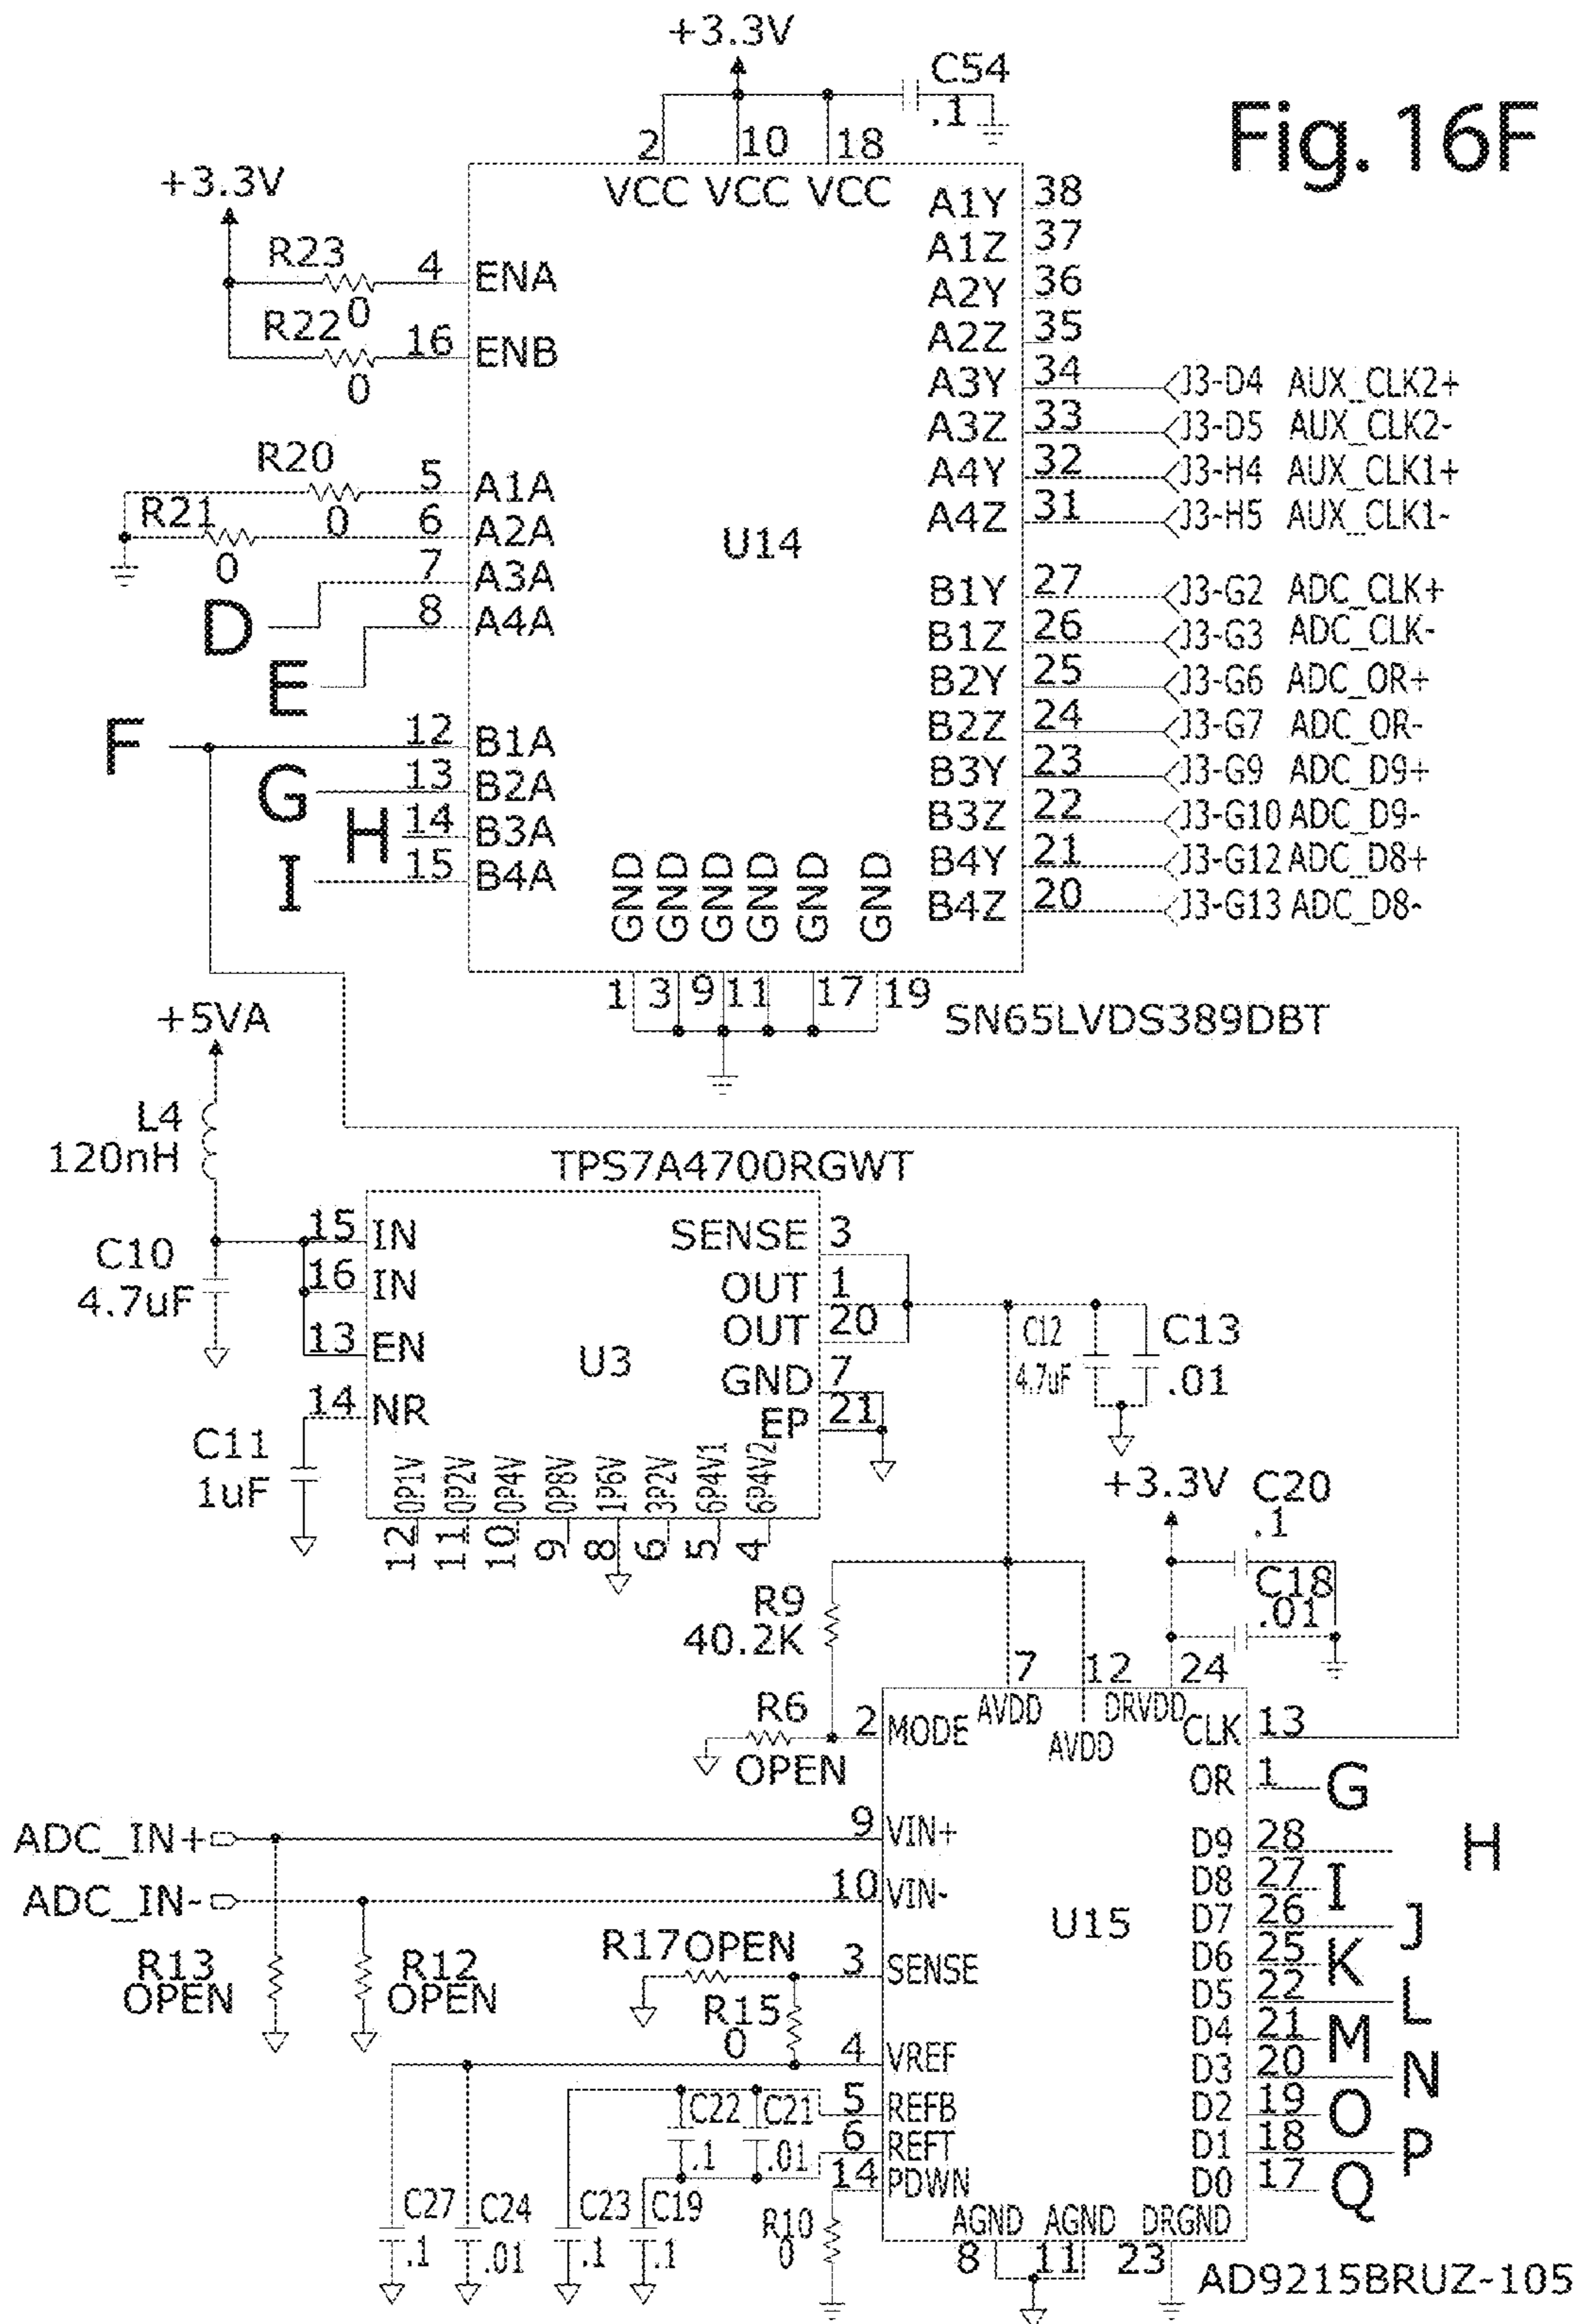 Fig. 16F
+3.3V
C54
.1
2 10 18
VCC VCC VCC
+3.3V
R23
0
4 ENA
R22
0
16 ENB
R20
0
5 A1A
R21
0
6 A2A
7 A3A
D
8 A4A
E
F
12 B1A
G
13 B2A
H
14 B3A
I
15 B4A
U14
A1Y 38
A1Z 37
A2Y 36
A2Z 35
A3Y 34 J3-D4 AUX_CLK2+
A3Z 33 J3-D5 AUX_CLK2-
A4Y 32 J3-H4 AUX_CLK1+
A4Z 31 J3-H5 AUX_CLK1-
B1Y 27 J3-G2 ADC_CLK+
B1Z 26 J3-G3 ADC_CLK-
B2Y 25 J3-G6 ADC_OR+
B2Z 24 J3-G7 ADC_OR-
B3Y 23 J3-G9 ADC_D9+
B3Z 22 J3-G10 ADC_D9-
B4Y 21 J3-G12 ADC_D8+
B4Z 20 J3-G13 ADC_D8-
GND GND GND GND GND GND
1 3 9 11 17 19
SN65LVDS389DBT
+5VA
L4
120nH
TPS7A4700RGWT
C10
4.7uF
15 IN
16 IN
13 EN
14 NR
C11
1uF
U3
SENSE 3
OUT 1
OUT 20
GND 7
EP 21
0P1V 0P2V 0P4V 0P8V 1P6V 3P2V 6P4V1 6P4V2
12 11 10 9 8 6 5 4
C12
4.7uF
C13
.01
+3.3V
C20
.1
C18
.01
R9
40.2K
R6
OPEN
7 12 24
AVDD AVDD DRVDD
2 MODE
CLK 13
OR 1 G
ADC_IN+
9 VIN+
ADC_IN-
10 VIN-
R13
OPEN
R12
OPEN
R17 OPEN
3 SENSE
R15
0
4 VREF
5 REFB
6 REFT
14 PDWN
U15
D9 28 H
D8 27 I
D7 26 J
D6 25 K
D5 22 L
D4 21 M
D3 20 N
D2 19 O
D1 18 P
D0 17 Q
C22
.1
C21
.01
C27
.1
C24
.01
C23
.1
C19
.1
R10
0
AGND AGND DRGND
8 11 23
AD9215BRUZ-105